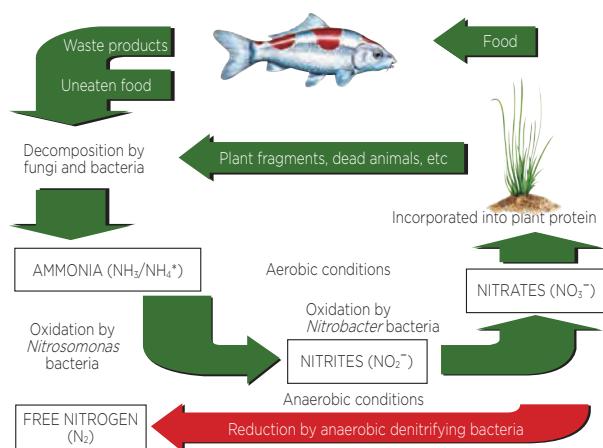 Waste products
Food
Uneaten food
Decomposition by
fungi and bacteria
Plant fragments, dead animals, etc
Incorporated into plant protein
AMMONIA (NH₃/NH₄*)
Aerobic conditions
NITRATES (NO₃⁻)
Oxidation by
Nitrosomonas
bacteria
Oxidation by
Nitrobacter bacteria
NITRITES (NO₂⁻)
Anaerobic conditions
FREE NITROGEN
(N₂)
Reduction by anaerobic denitrifying bacteria